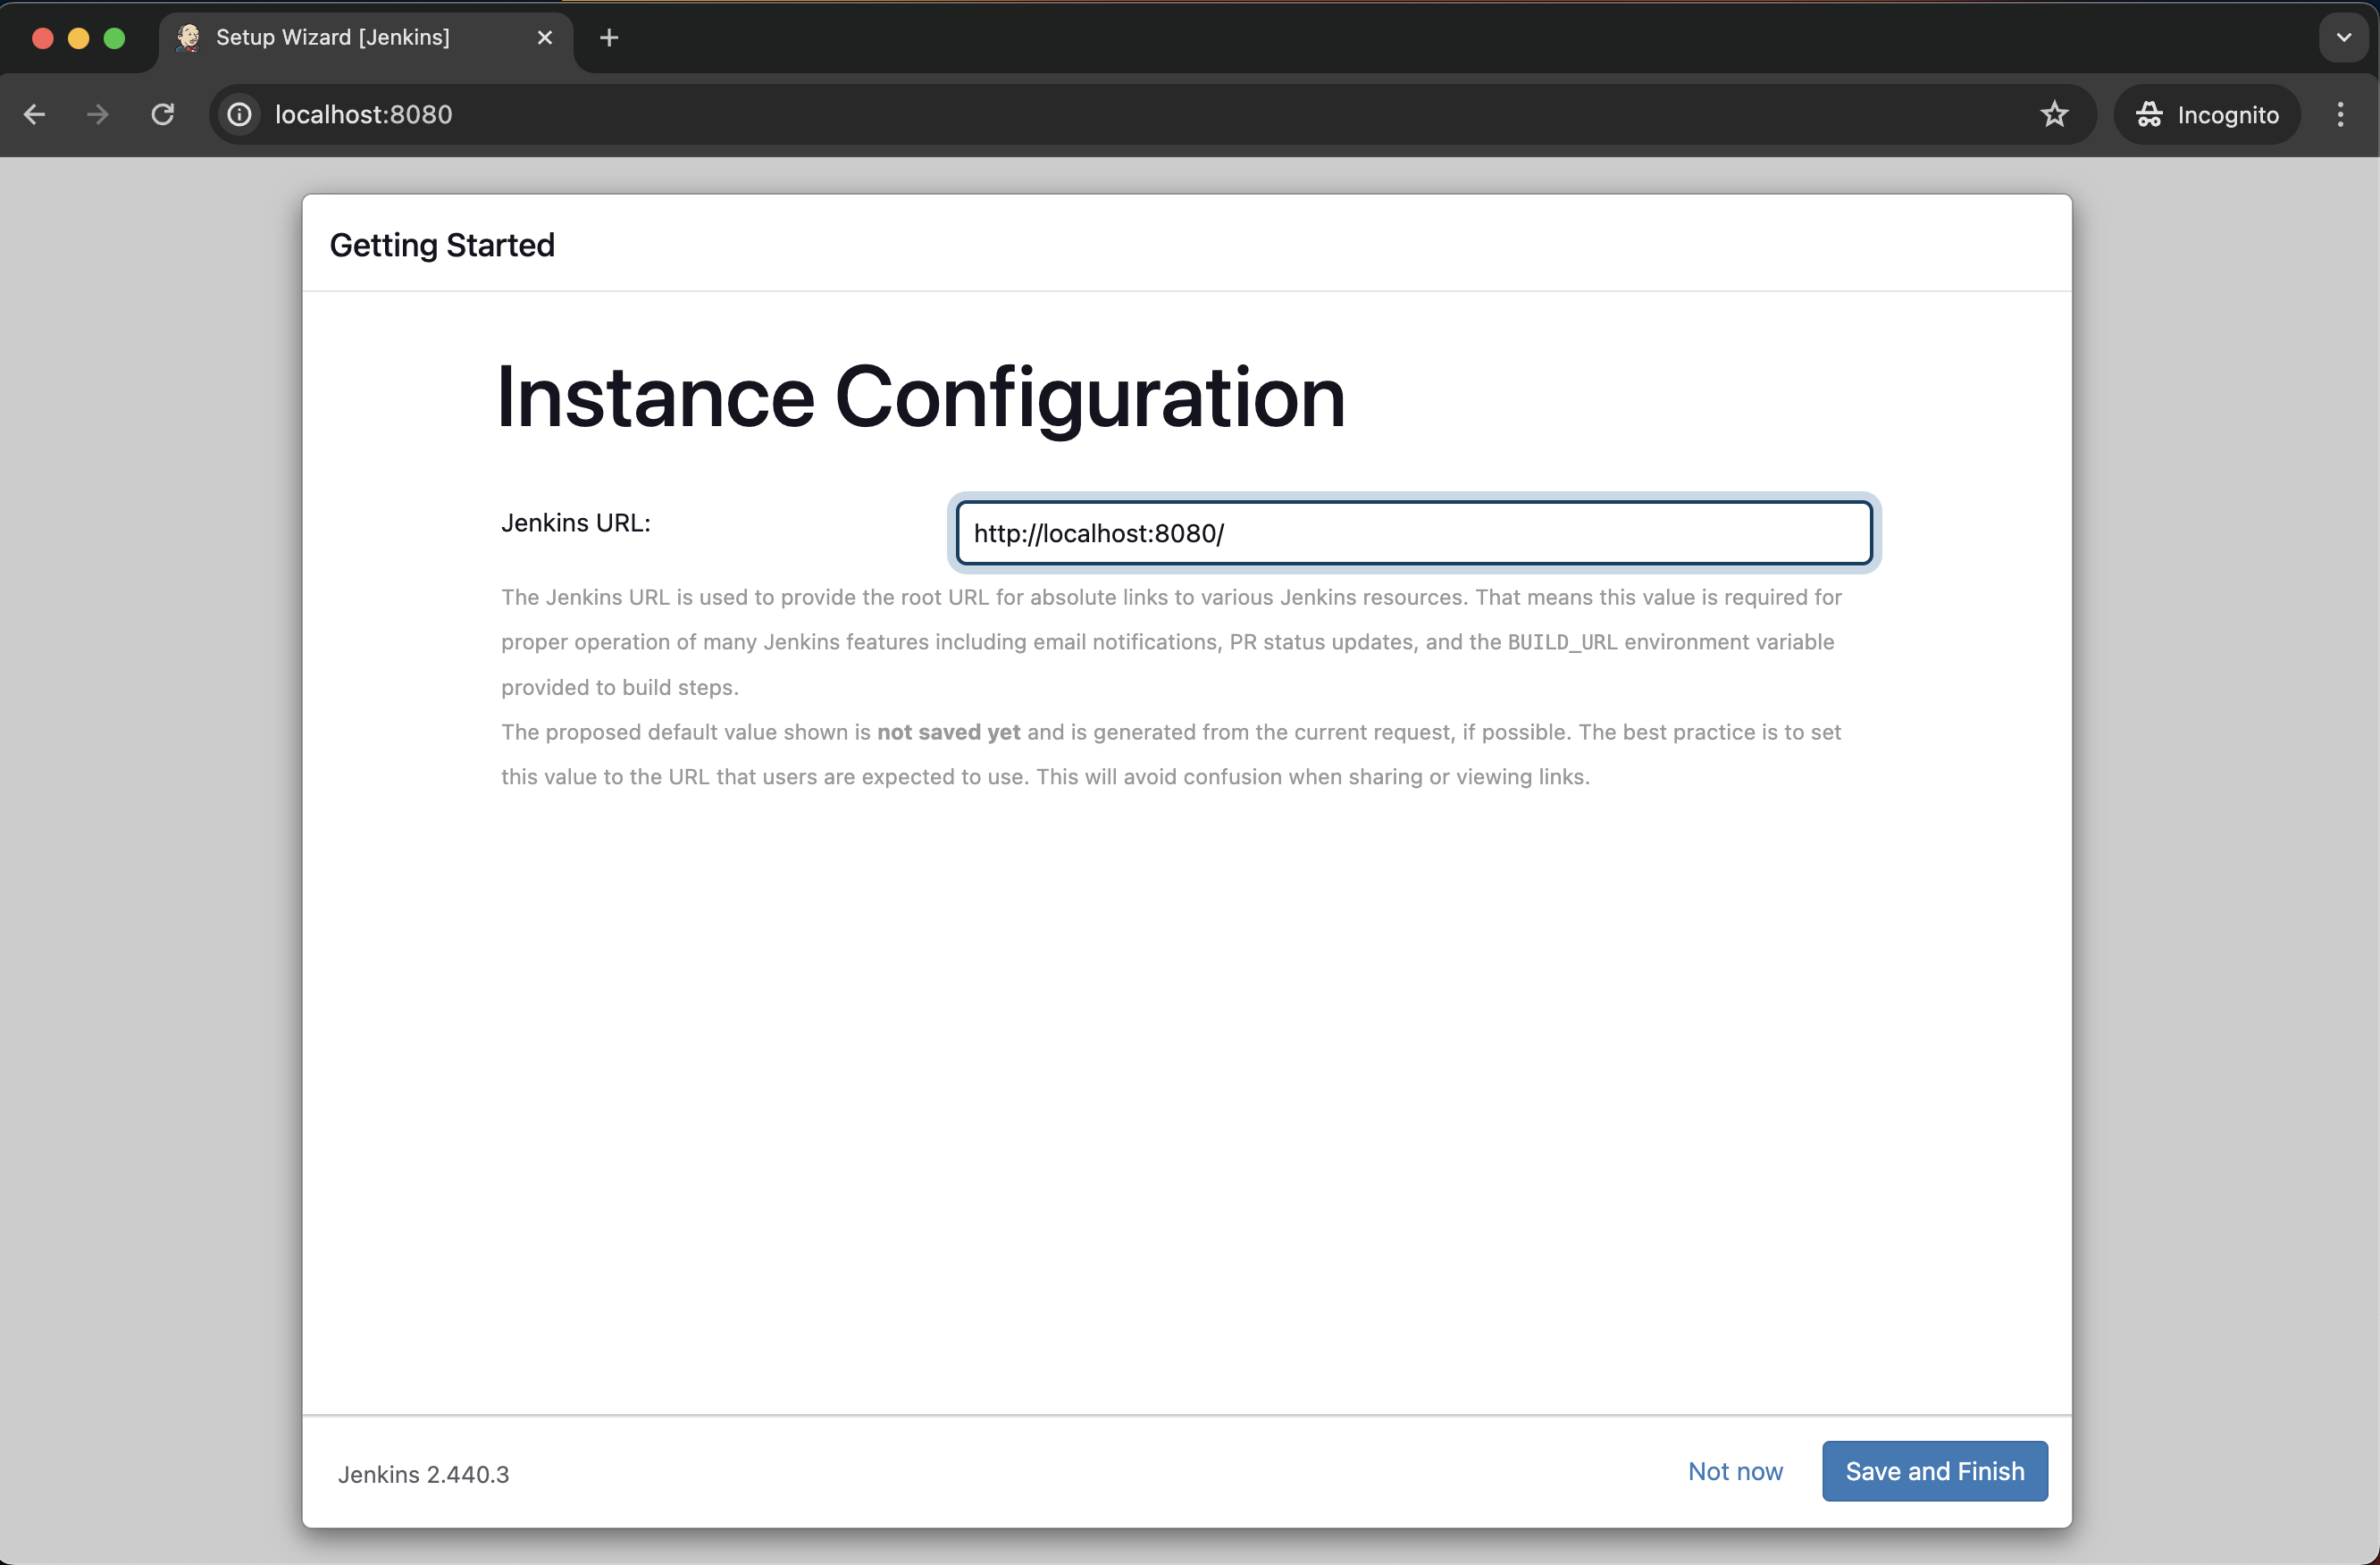 Setup Wizard [Jenkins]
localhost:8080
Incognito
Getting Started
Instance Configuration
Jenkins URL:
http://localhost:8080/
The Jenkins URL is used to provide the root URL for absolute links to various Jenkins resources. That means this value is required for
proper operation of many Jenkins features including email notifications, PR status updates, and the BUILD_URL environment variable
provided to build steps.
The proposed default value shown is not saved yet and is generated from the current request, if possible. The best practice is to set
this value to the URL that users are expected to use. This will avoid confusion when sharing or viewing links.
Jenkins 2.440.3
Not now
Save and Finish